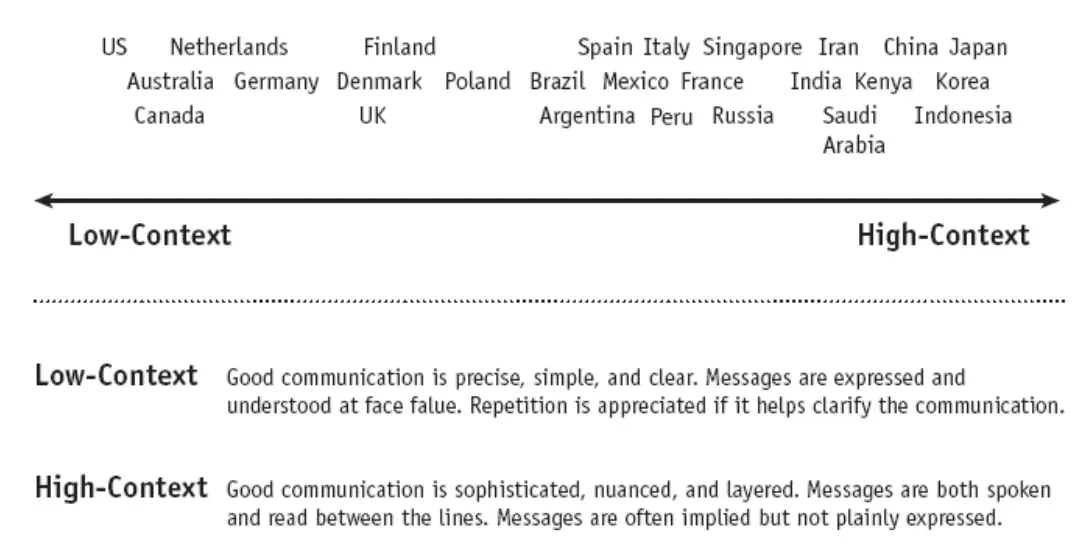 US Netherlands Finland Spain Italy Singapore Iran China Japan
Australia Germany Denmark Poland Brazil Mexico France India Kenya Korea
Canada UK Argentina Peru Russia Saudi Indonesia
Arabia
Low-Context High-Context
Low-Context Good communication is precise, simple, and clear. Messages are expressed and
understood at face falue. Repetition is appreciated if it helps clarify the communication.
High-Context Good communication is sophisticated, nuanced, and layered. Messages are both spoken
and read between the lines. Messages are often implied but not plainly expressed.